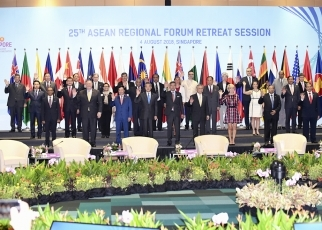 25TH ASEAN REGIONAL FORUM RETREAT SESSION
4 AUGUST 2018, SINGAPORE